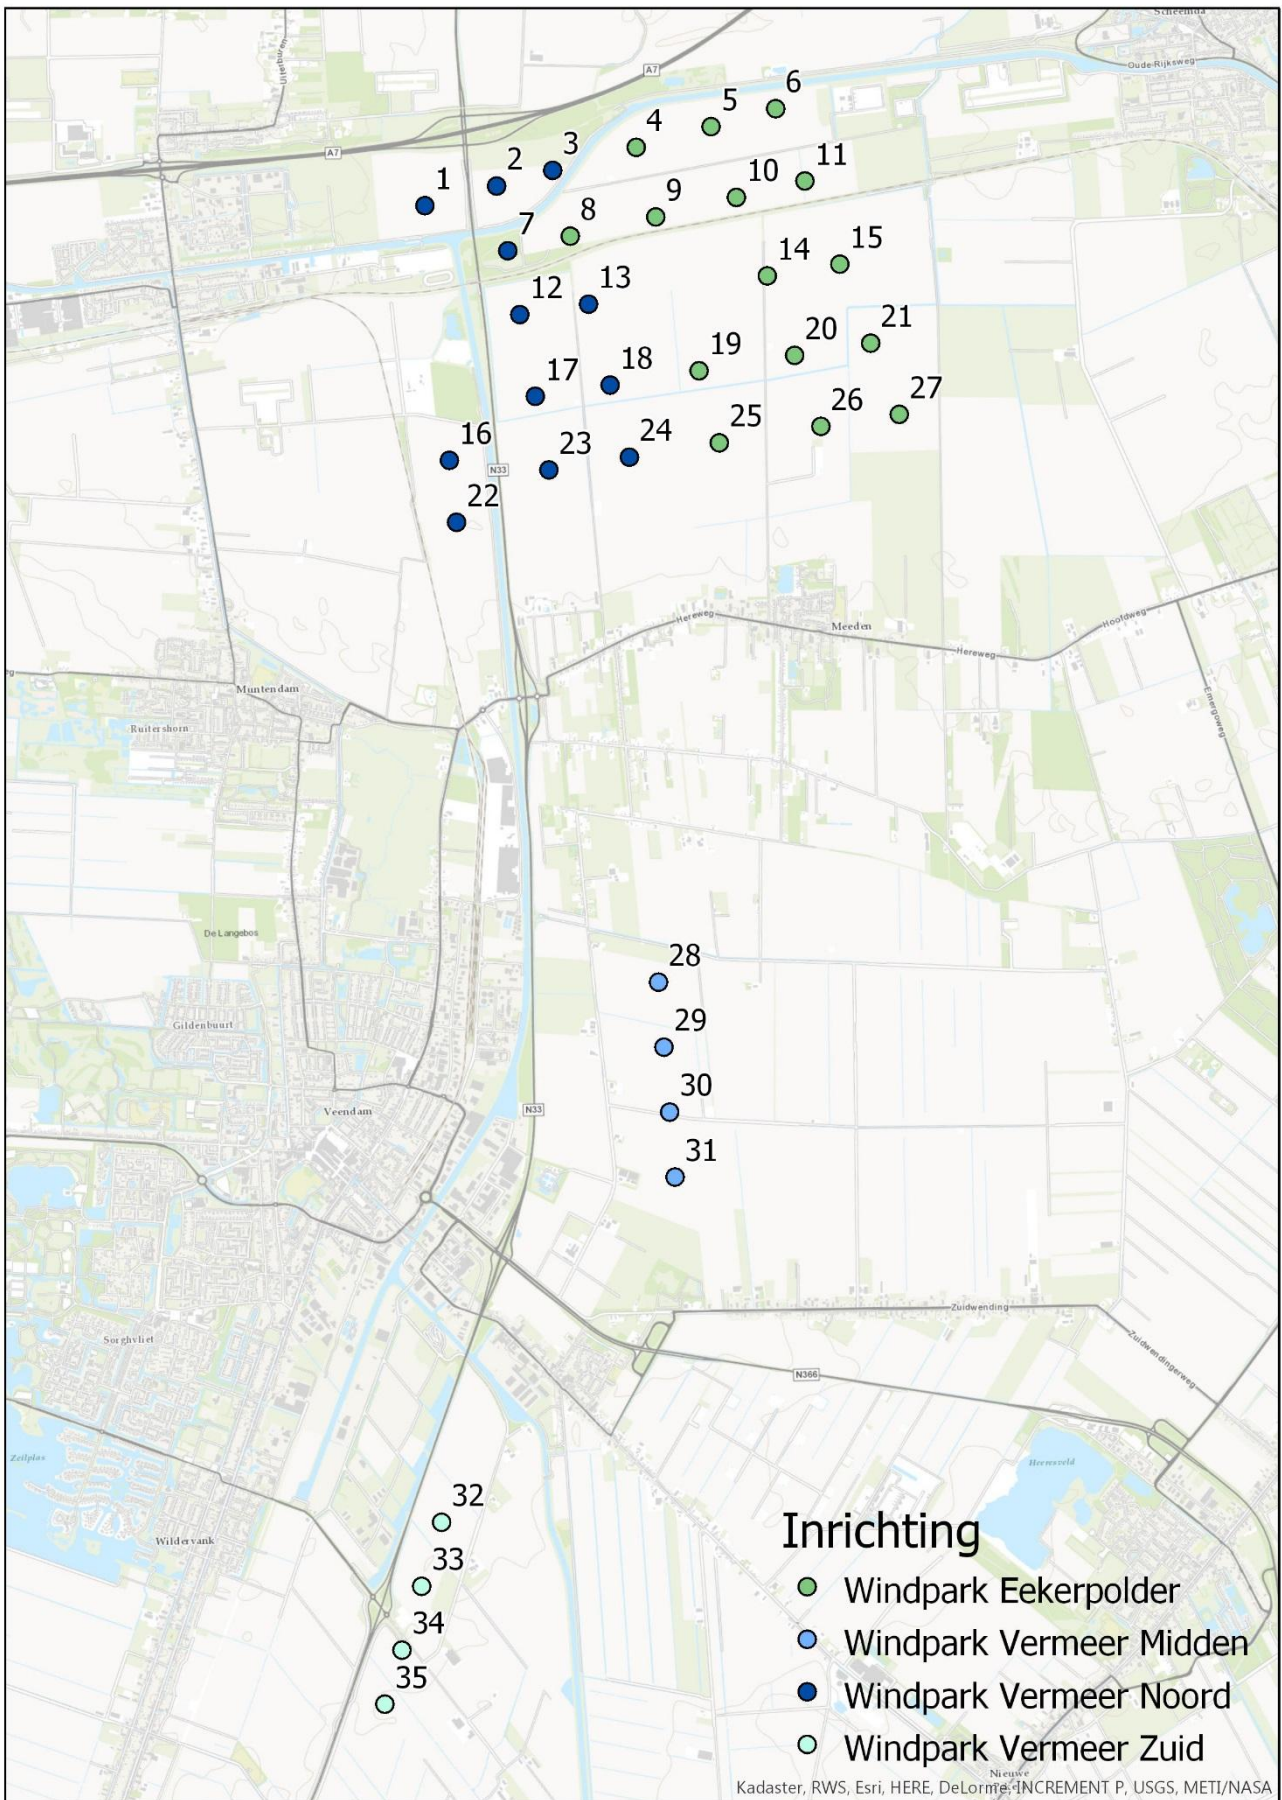 Scheemda
Uiterburen
Oude Rijksweg
A7
6
5
4
A7
3
2
11
1
10
9
8
7
15
14
13
12
21
20
19
18
17
27
26
25
24
16
23
N33
22
Hereweg
Meeden
Hoofdweg
Hereweg
eg
Muntendam
Emergoweg
Ruitershorn
De Langebos
28
Gildenbuurt
29
30
Veendam
N33
31
Zuidwending
Sorghvliet
Zuidwendingerweg
N366
Zeilplas
Heeresveld
32
Wildervank
33
34
35
Inrichting
Windpark Eekerpolder
Windpark Vermeer Midden
Windpark Vermeer Noord
Windpark Vermeer Zuid
Nieuwe
Kadaster, RWS, Esri, HERE, DeLorme, INCREMENT P, USGS, METI/NASA